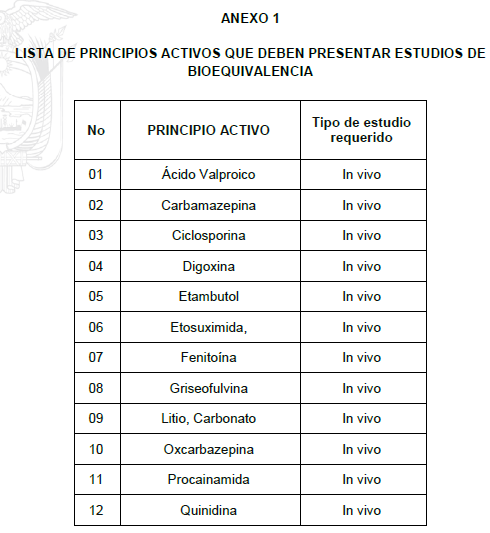 ANEXO 1
LISTA DE PRINCIPIOS ACTIVOS QUE DEBEN PRESENTAR ESTUDIOS DE
BIOEQUIVALENCIA
No PRINCIPIO ACTIVO Tipo de estudio requerido
01 Ácido Valproico In vivo
02 Carbamazepina In vivo
03 Ciclosporina In vivo
04 Digoxina In vivo
05 Etambutol In vivo
06 Etosuximida, In vivo
07 Fenitoína In vivo
08 Griseofulvina In vivo
09 Litio, Carbonato In vivo
10 Oxcarbazepina In vivo
11 Procainamida In vivo
12 Quinidina In vivo